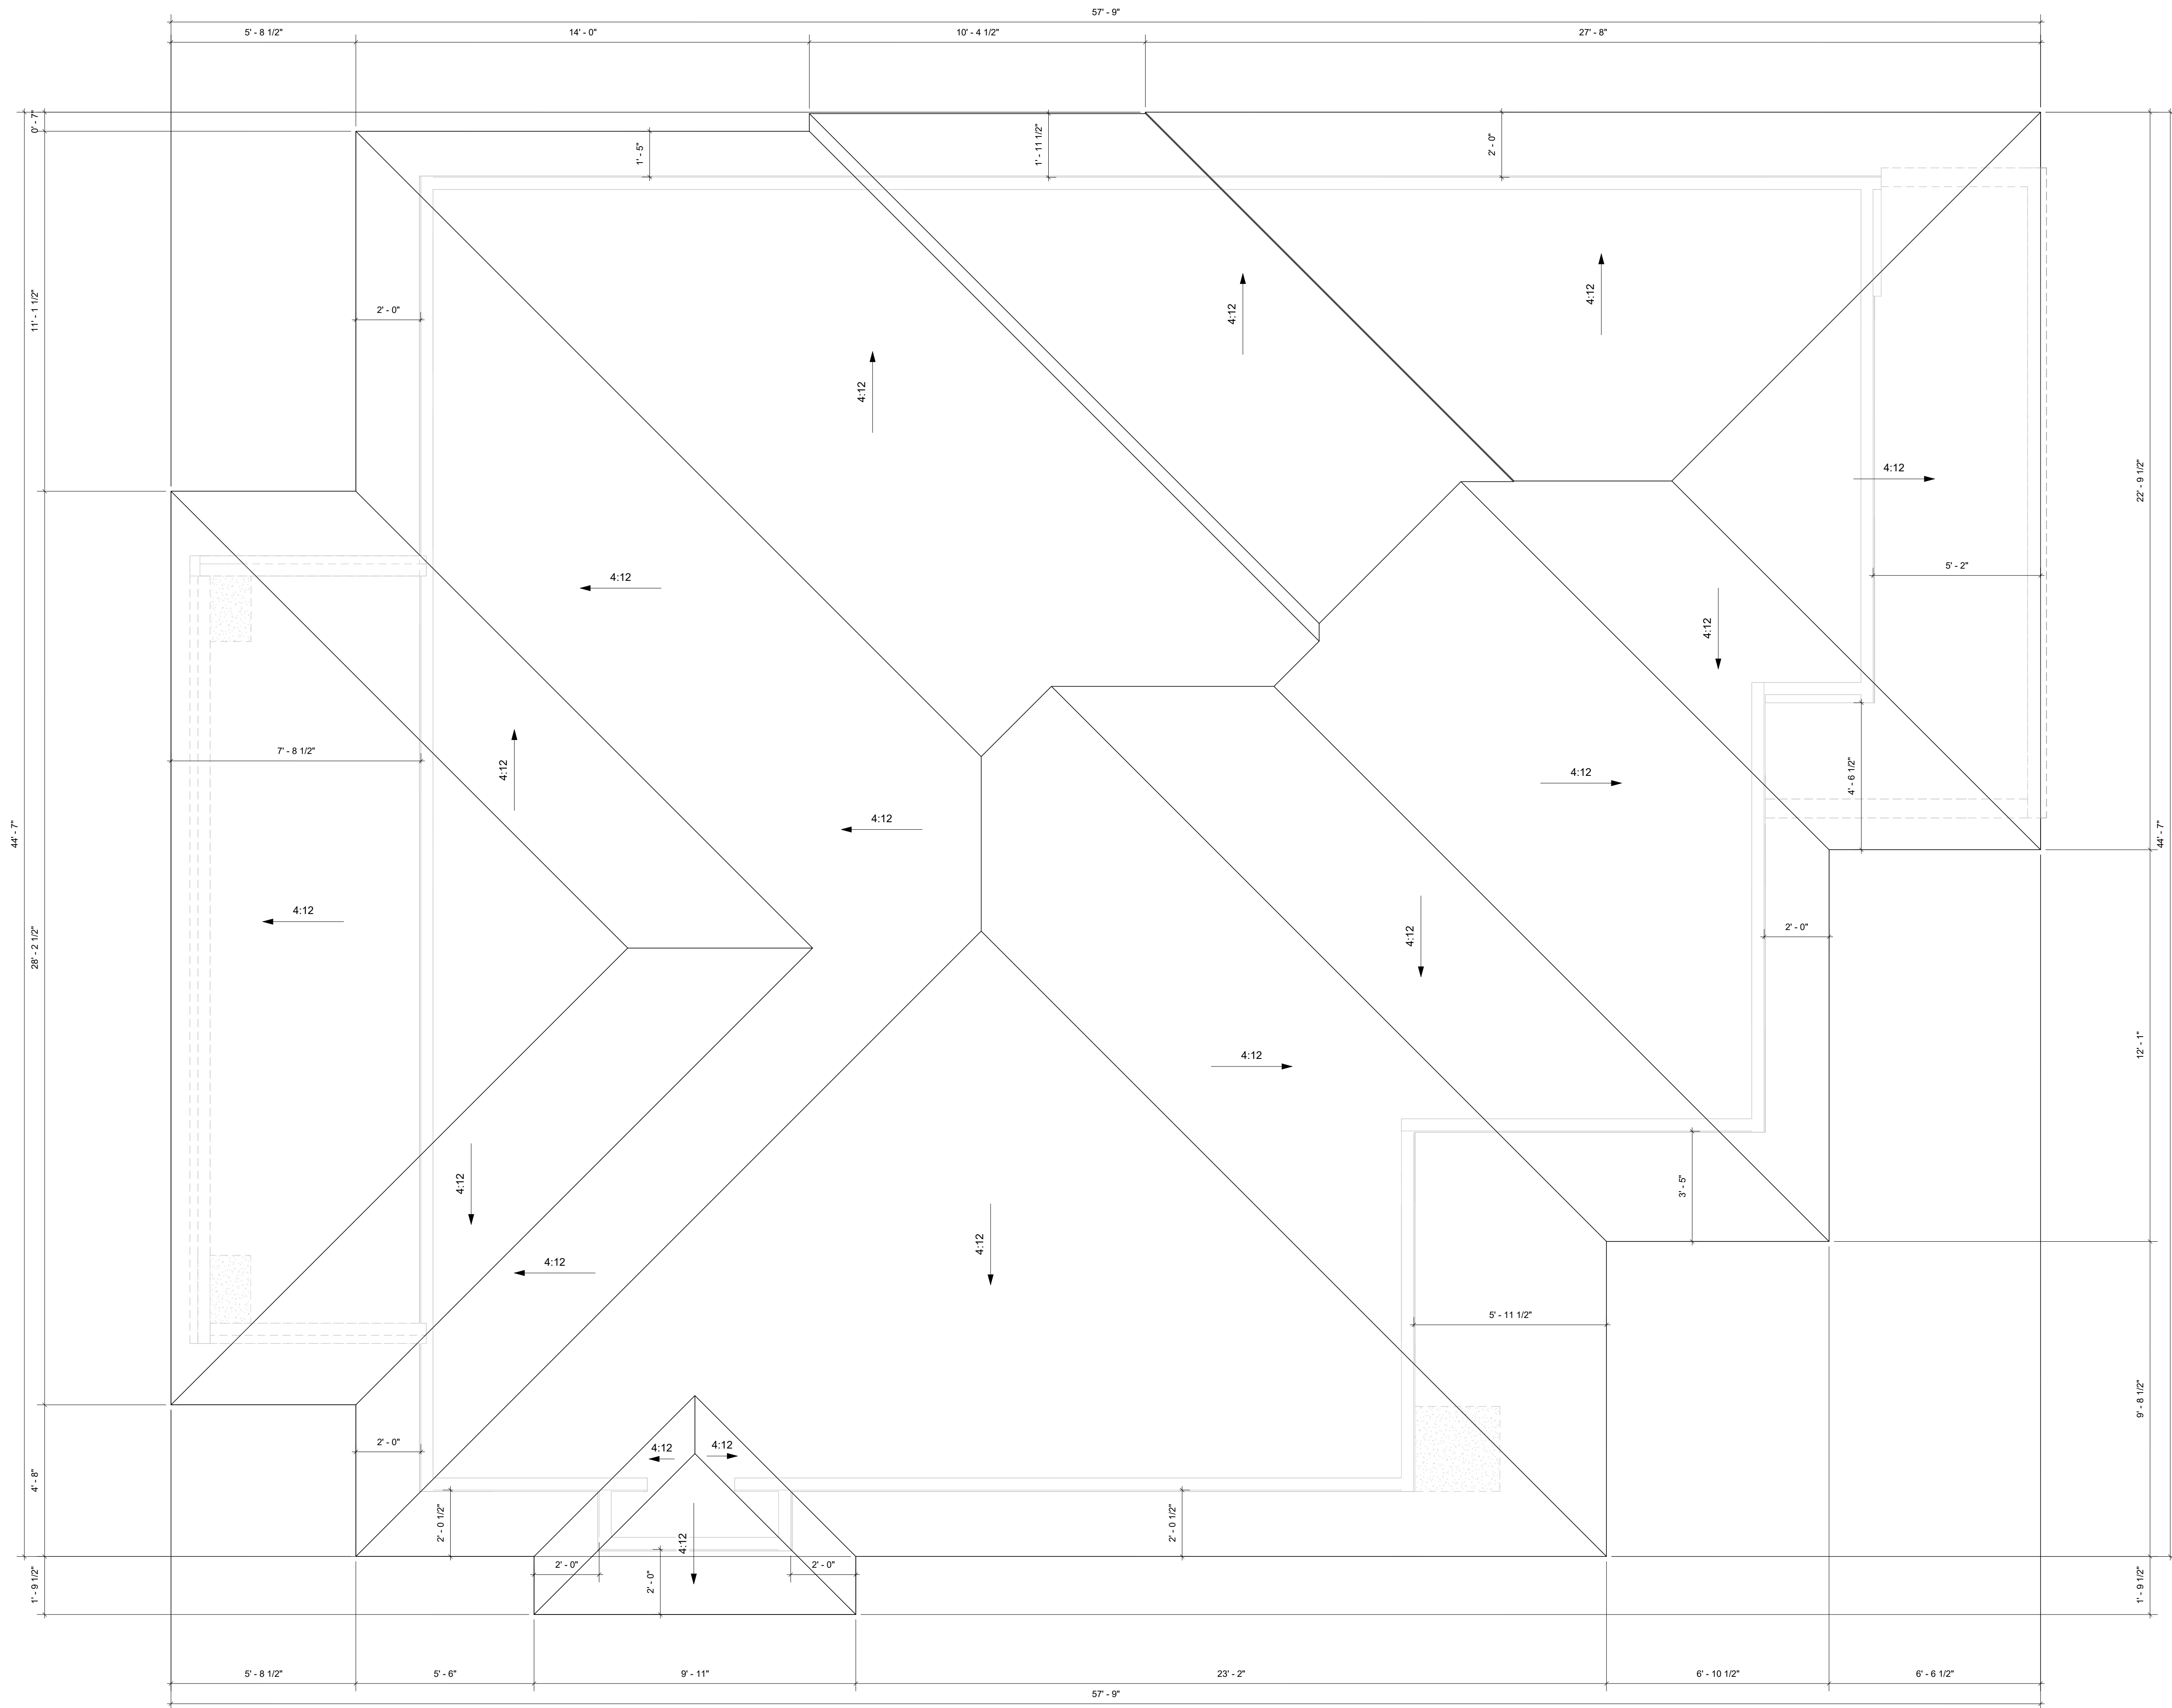 57' - 9"
5' - 8 1/2"
14' - 0"
10' - 4 1/2"
27' - 8"
0' - 7"
1' - 5"
1' - 11 1/2"
2' - 0"
11' - 1 1/2"
2' - 0"
4:12
4:12
4:12
4:12
22' - 9 1/2"
5' - 2"
4:12
4:12
4:12
7' - 8 1/2"
4:12
4:12
4' - 6 1/2"
4:12
44' - 7"
44' - 7"
4:12
28' - 2 1/2"
4:12
2' - 0"
12' - 1"
4:12
4:12
3' - 5"
4:12
4:12
5' - 11 1/2"
9' - 8 1/2"
2' - 0"
4:12
4:12
4' - 8"
2' - 0 1/2"
4:12
2' - 0 1/2"
2' - 0"
2' - 0"
2' - 0"
1' - 9 1/2"
1' - 9 1/2"
5' - 8 1/2"
5' - 6"
9' - 11"
23' - 2"
6' - 10 1/2"
6' - 6 1/2"
57' - 9"